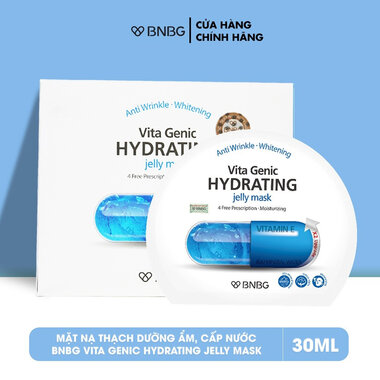 BNBG
CỬA HÀNG
CHÍNH HÃNG
Anti Wrinkle · Whitening
Vita Genic
HYDRATING
jelly mask
4 Free Prescription · Moisturizing
Anti Wrinkle · Whitening
Vita Genic
HYDRATING
jelly mask
4 Free Prescription · Moisturizing
VITAMIN E
BNBG
BNBG
MẶT NẠ THẠCH DƯỠNG ẨM, CẤP NƯỚC
BNBG VITA GENIC HYDRATING JELLY MASK
30ML